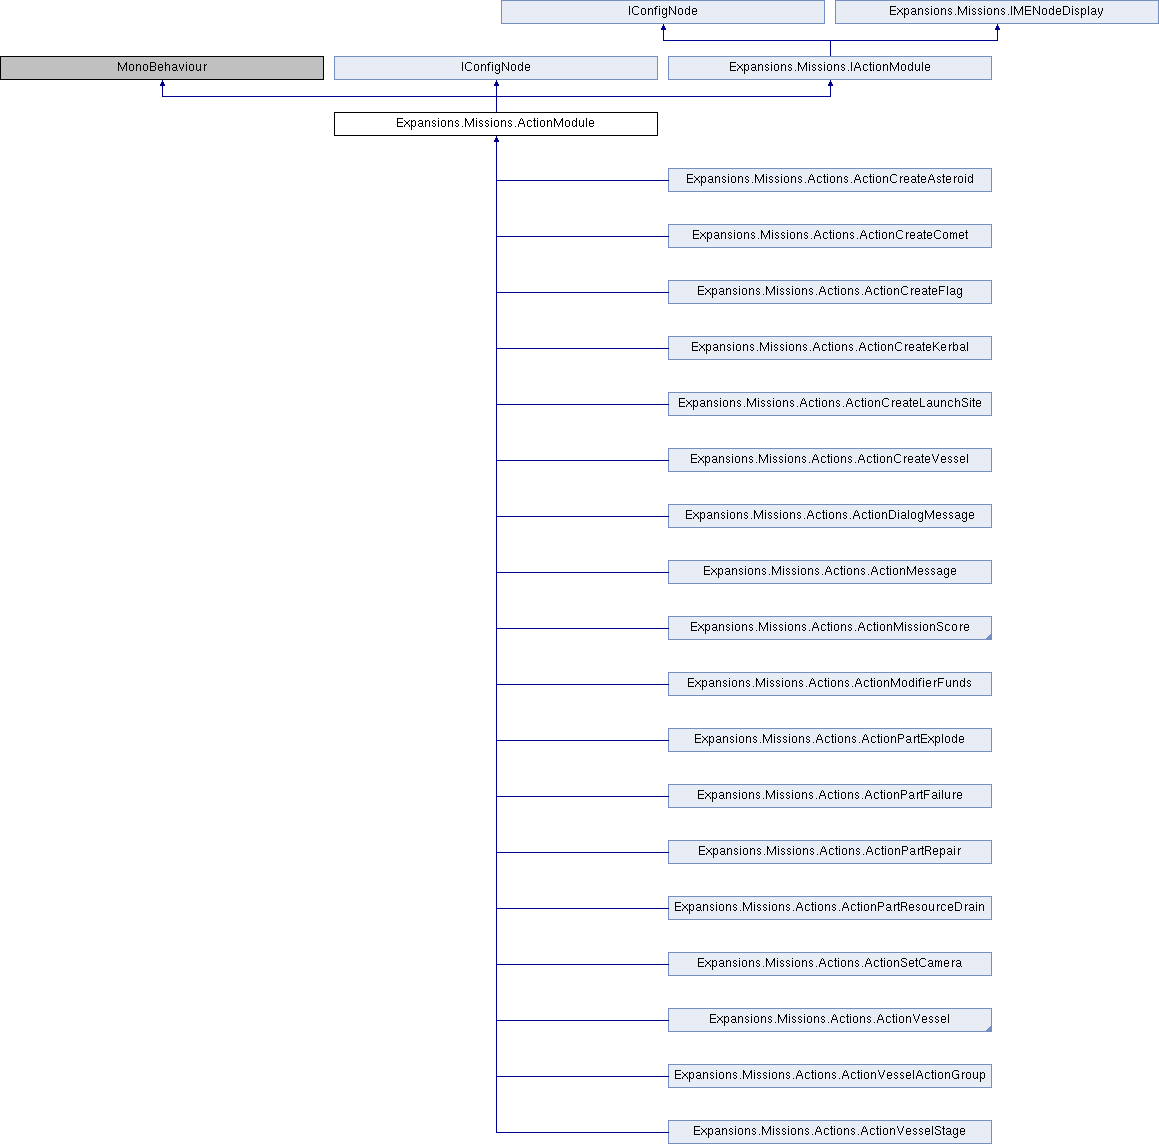 IConfigNode
Expansions.Missions.IMENodeDisplay
MonoBehaviour
IConfigNode
Expansions.Missions.IActionModule
Expansions.Missions.ActionModule
Expansions.Missions.Actions.ActionCreateAsteroid
Expansions.Missions.Actions.ActionCreateComet
Expansions.Missions.Actions.ActionCreateFlag
Expansions.Missions.Actions.ActionCreateKerbal
Expansions.Missions.Actions.ActionCreateLaunchSite
Expansions.Missions.Actions.ActionCreateVessel
Expansions.Missions.Actions.ActionDialogMessage
Expansions.Missions.Actions.ActionMessage
Expansions.Missions.Actions.ActionMissionScore
Expansions.Missions.Actions.ActionModifierFunds
Expansions.Missions.Actions.ActionPartExplode
Expansions.Missions.Actions.ActionPartFailure
Expansions.Missions.Actions.ActionPartRepair
Expansions.Missions.Actions.ActionPartResourceDrain
Expansions.Missions.Actions.ActionSetCamera
Expansions.Missions.Actions.ActionVessel
Expansions.Missions.Actions.ActionVesselActionGroup
Expansions.Missions.Actions.ActionVesselStage